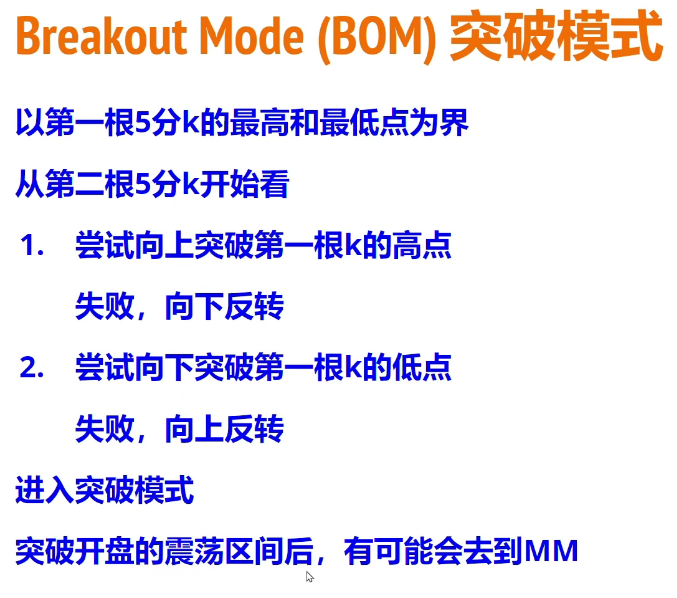 Breakout Mode (BOM) 突破模式
以第一根5分k的最高和最低点为界
从第二根5分k开始看
1. 尝试向上突破第一根k的高点
失败，向下反转
2. 尝试向下突破第一根k的低点
失败，向上反转
进入突破模式
突破开盘的震荡区间后，有可能会去到MM